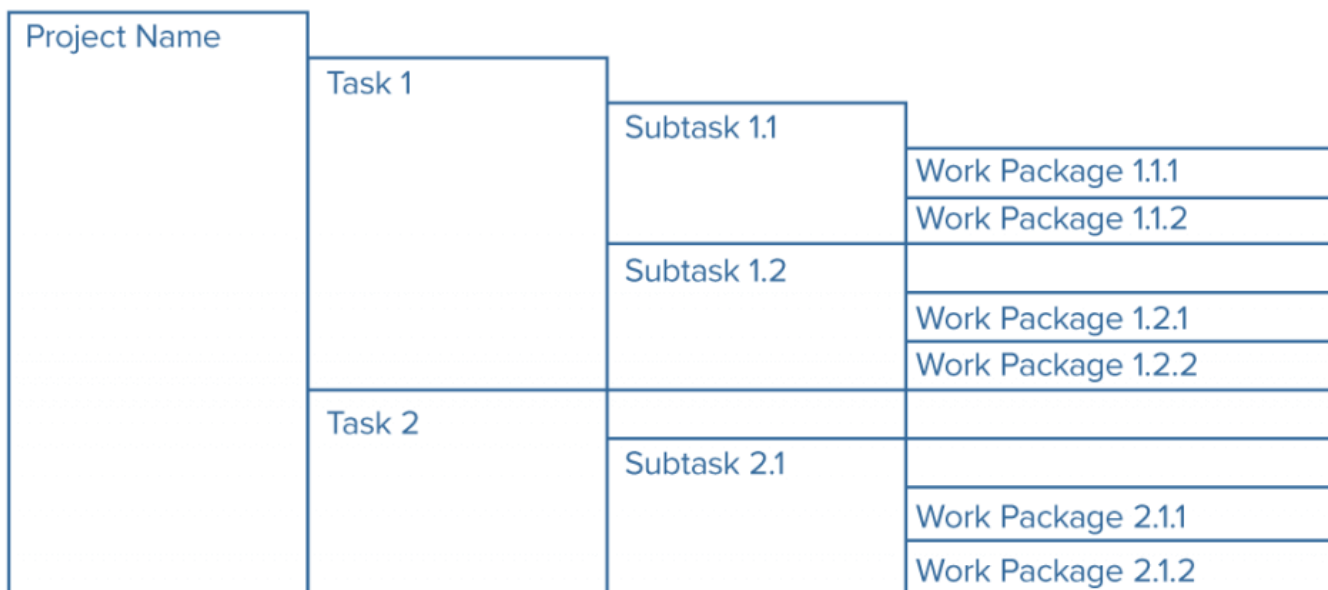 Project Name
Task 1
Subtask 1.1
Work Package 1.1.1
Work Package 1.1.2
Subtask 1.2
Work Package 1.2.1
Work Package 1.2.2
Task 2
Subtask 2.1
Work Package 2.1.1
Work Package 2.1.2